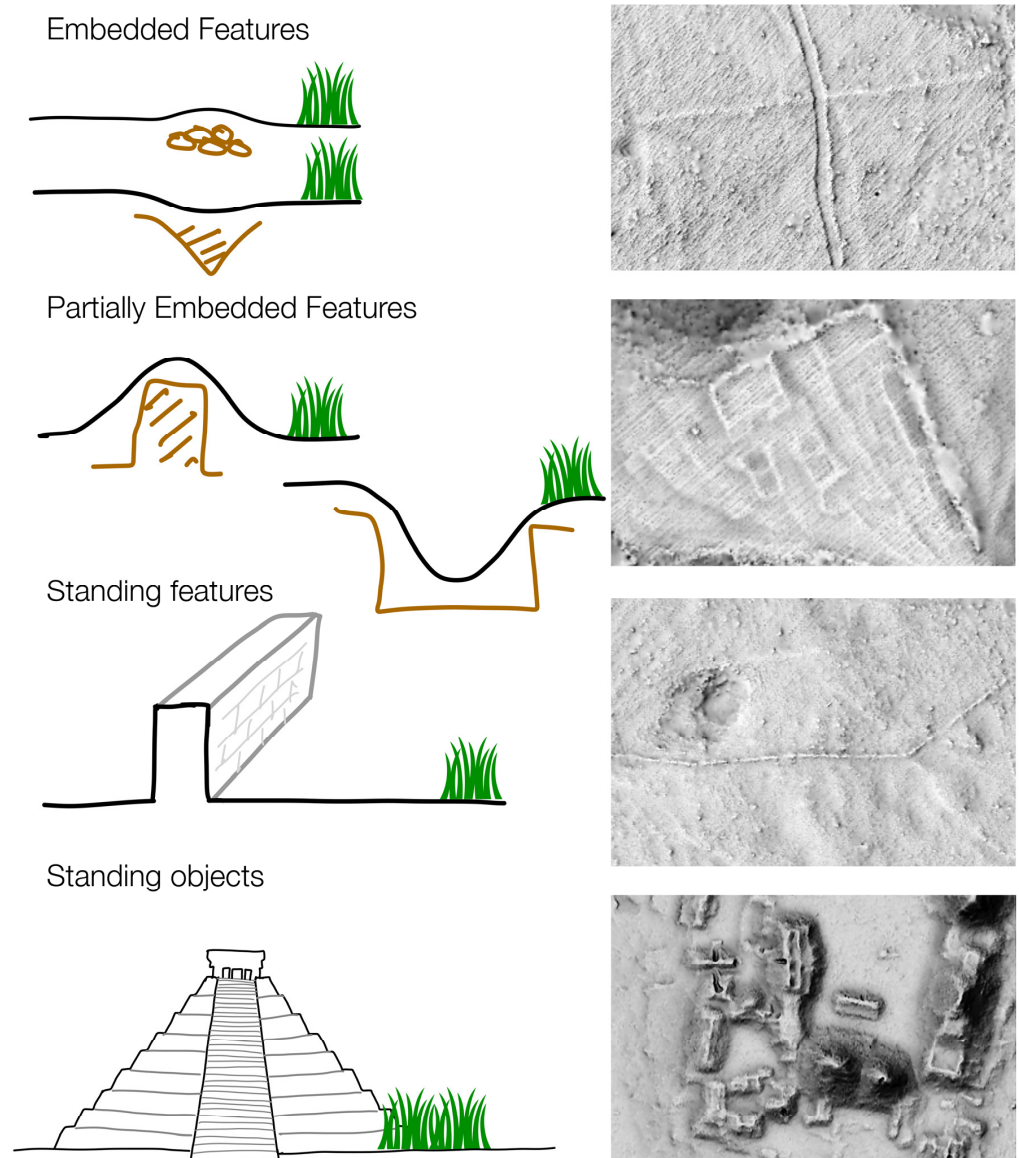 Embedded Features
Partially Embedded Features
Standing features
Standing objects